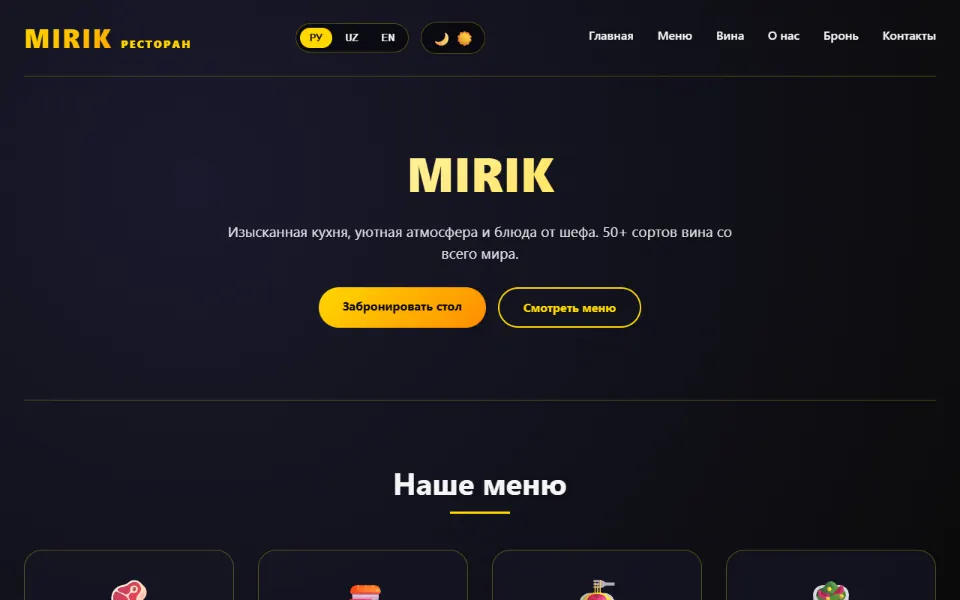 MIRIK РЕСТОРАН
РУ UZ EN
Главная Меню Вина О нас Бронь Контакты
MIRIK
Изысканная кухня, уютная атмосфера и блюда от шефа. 50+ сортов вина со
всего мира.
Забронировать стол Смотреть меню
Наше меню